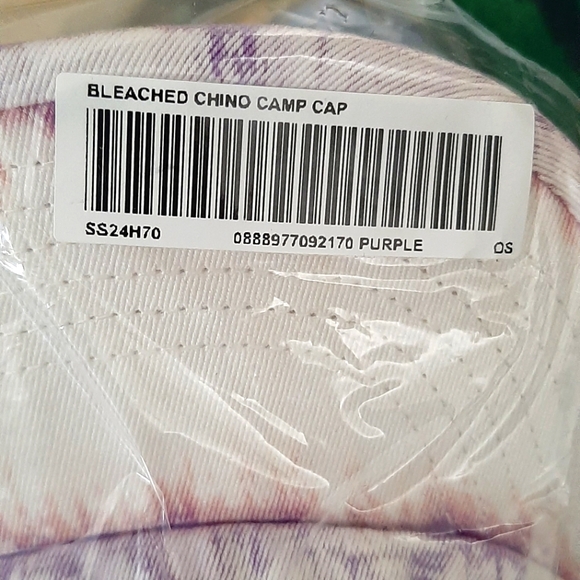 BLEACHED CHINO CAMP CAP
SS24H70 0888977092170 PURPLE OS